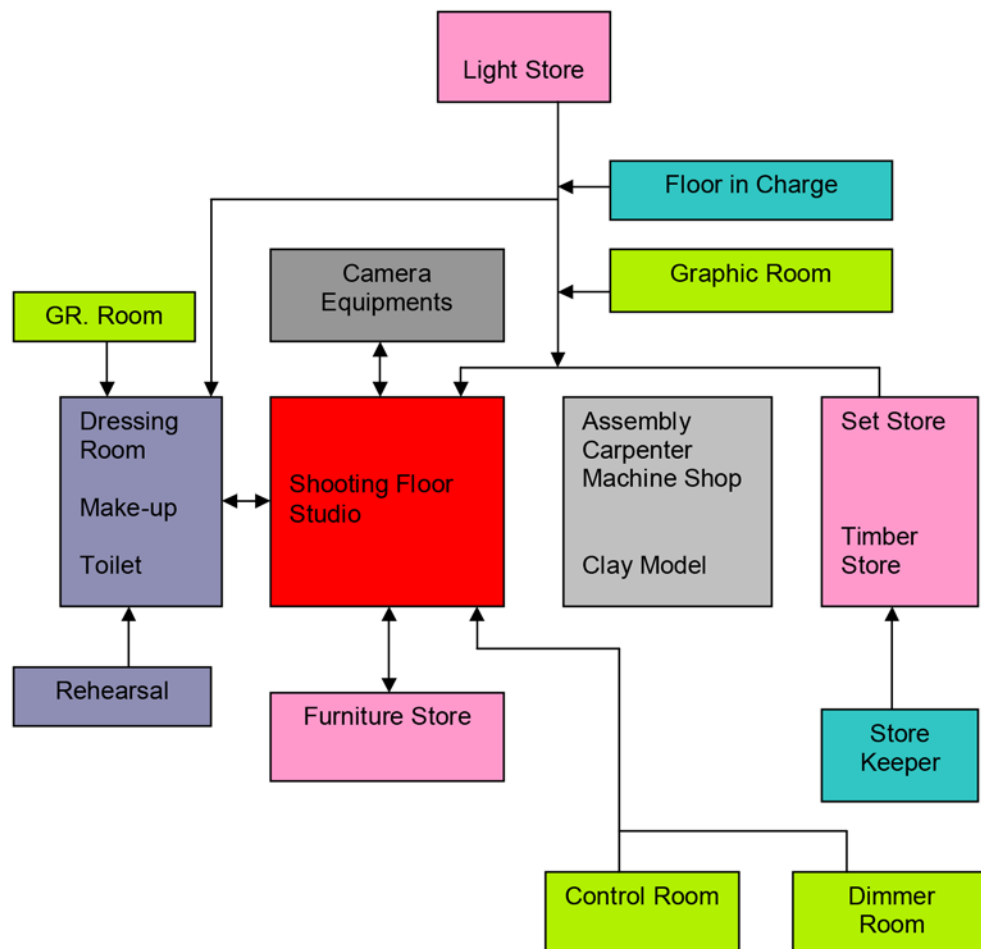 Light Store
Floor in Charge
Graphic Room
Camera
Equipments
GR. Room
Dressing
Room
Make-up
Toilet
Shooting Floor
Studio
Assembly
Carpenter
Machine Shop
Clay Model
Set Store
Timber
Store
Rehearsal
Furniture Store
Store
Keeper
Control Room
Dimmer
Room